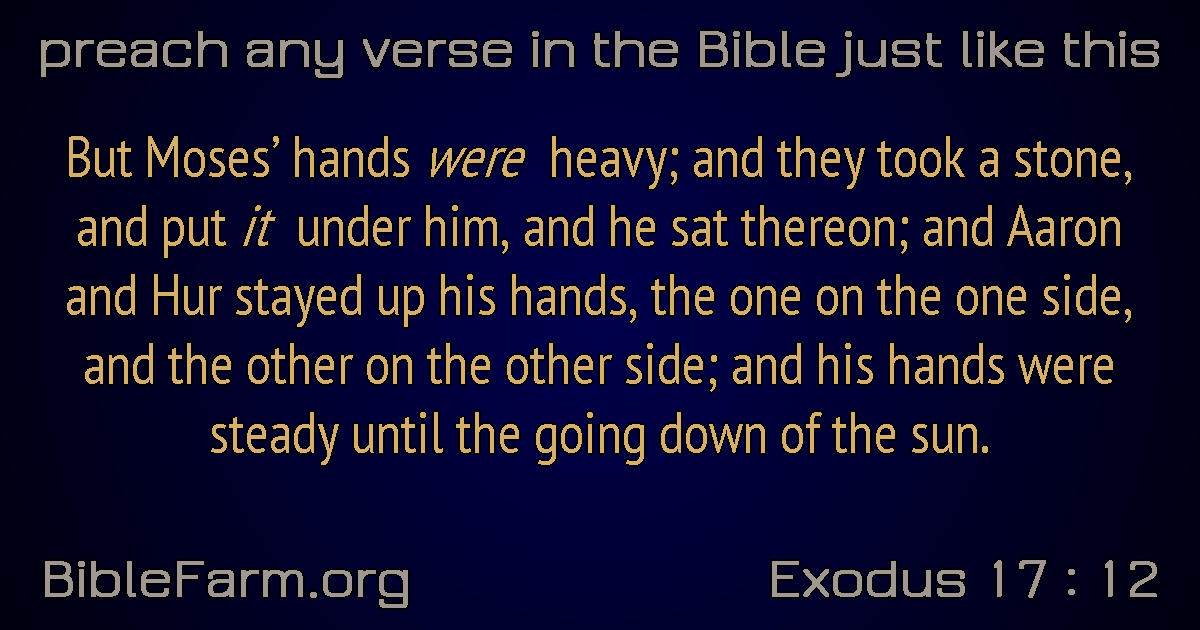 preach any verse in the Bible just like this
But Moses’ hands were heavy; and they took a stone,
and put it under him, and he sat thereon; and Aaron
and Hur stayed up his hands, the one on the one side,
and the other on the other side; and his hands were
steady until the going down of the sun.
BibleFarm.org
Exodus 17 : 12